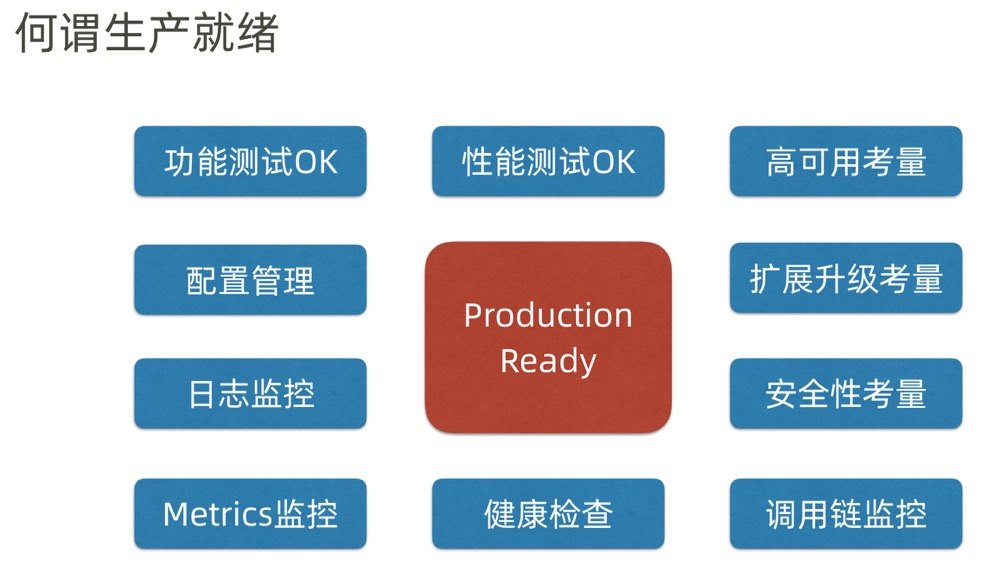 何谓生产就绪
功能测试OK
性能测试OK
高可用考量
配置管理
Production
Ready
扩展升级考量
日志监控
安全性考量
Metrics监控
健康检查
调用链监控